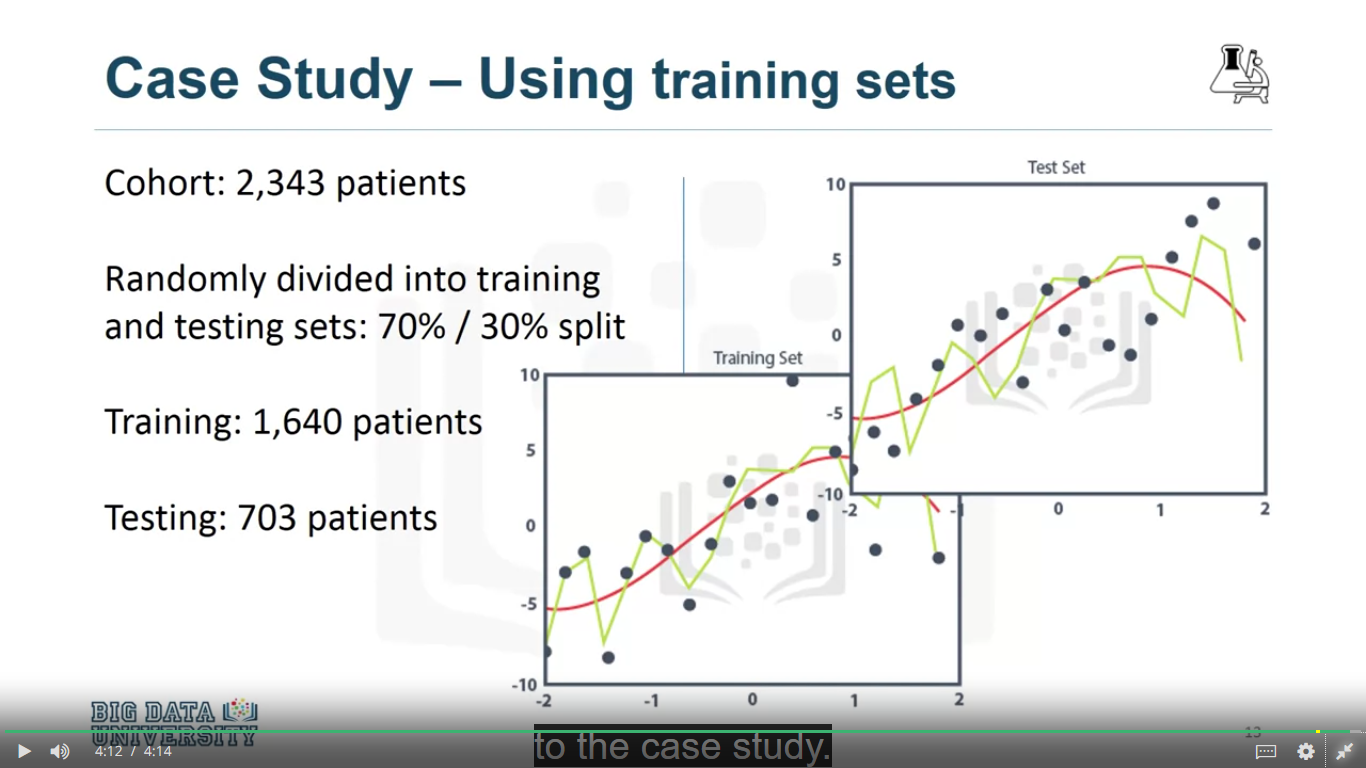 Case Study – Using training sets
Cohort: 2,343 patients
Randomly divided into training
and testing sets: 70% / 30% split
Training: 1,640 patients
Testing: 703 patients
Test Set
10
5
0
-5
-10
-2
-1
0
1
2
Training Set
10
5
0
-5
-10
-2
-1
0
1
2
BIG DATA
UNIVERSITY
13
to the case study.
4:12 / 4:14